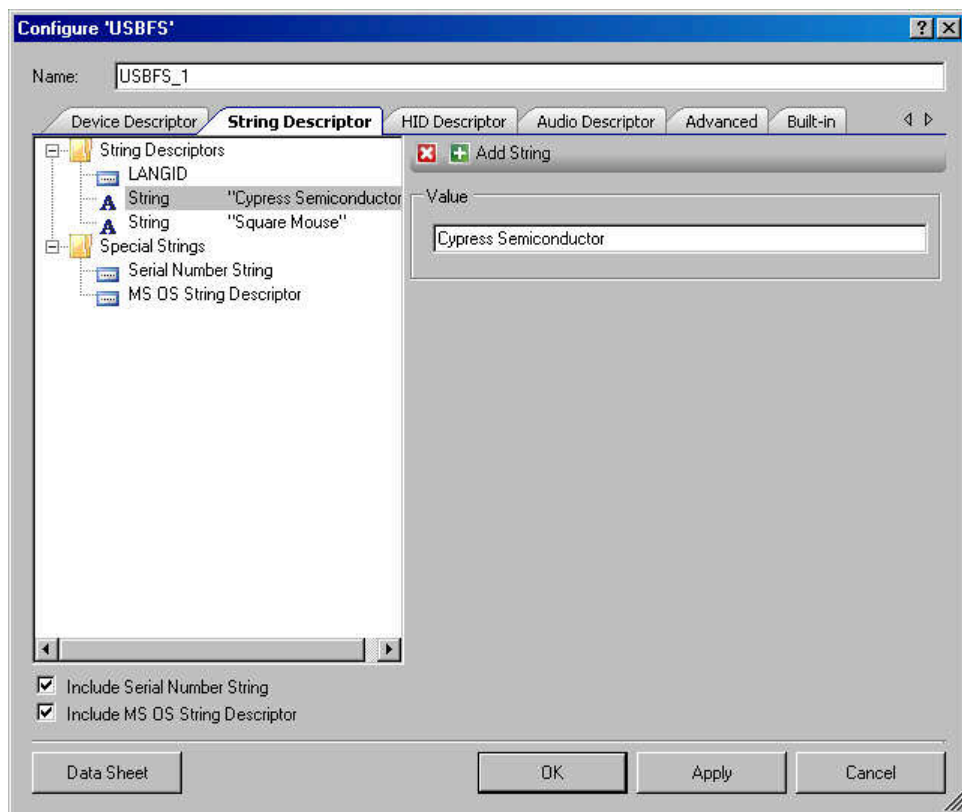 Configure 'USBFS'
Name: USBFS_1
Device Descriptor String Descriptor HID Descriptor Audio Descriptor Advanced Built-in
String Descriptors
LANGID
String "Cypress Semiconductor
String "Square Mouse"
Special Strings
Serial Number String
MS OS String Descriptor
Add String
Value
Cypress Semiconductor
Include Serial Number String
Include MS OS String Descriptor
Data Sheet OK Apply Cancel